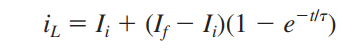 i_L = I_i + (I_f − I_i)(1 − e^{−t/τ})